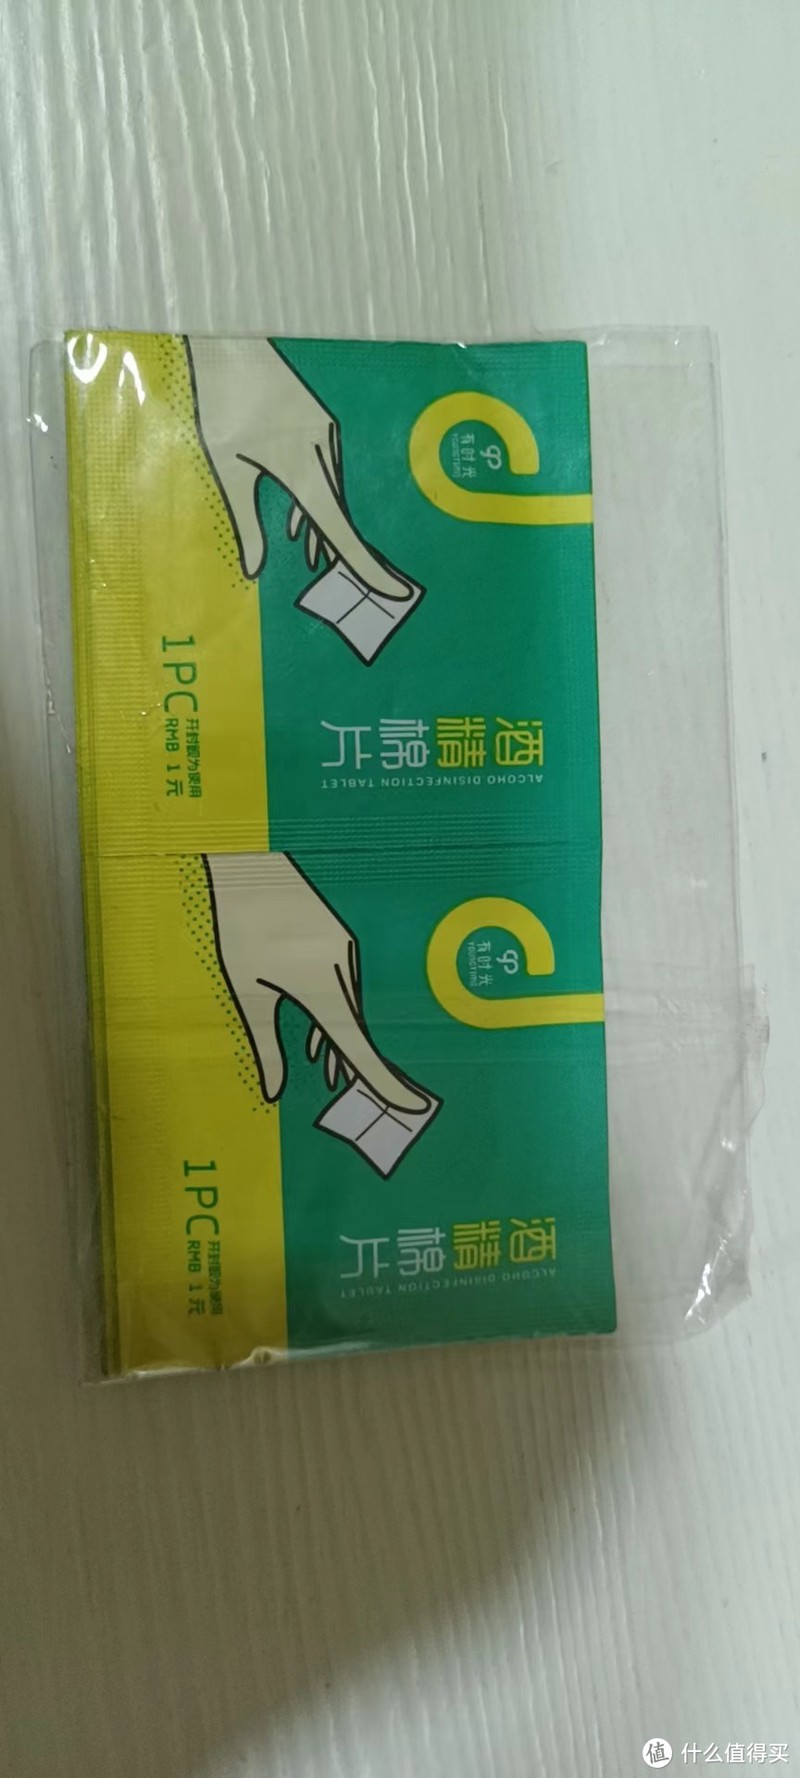 有时光
YOUNGTIME
酒精
棉片
ALCOHO DISINFECTION TABLET
1PC
开封即为使用
RMB 1元
有时光
YOUNGTIME
酒精
棉片
ALCOHO DISINFECTION TABLET
1PC
开封即为使用
RMB 1元
值 什么值得买